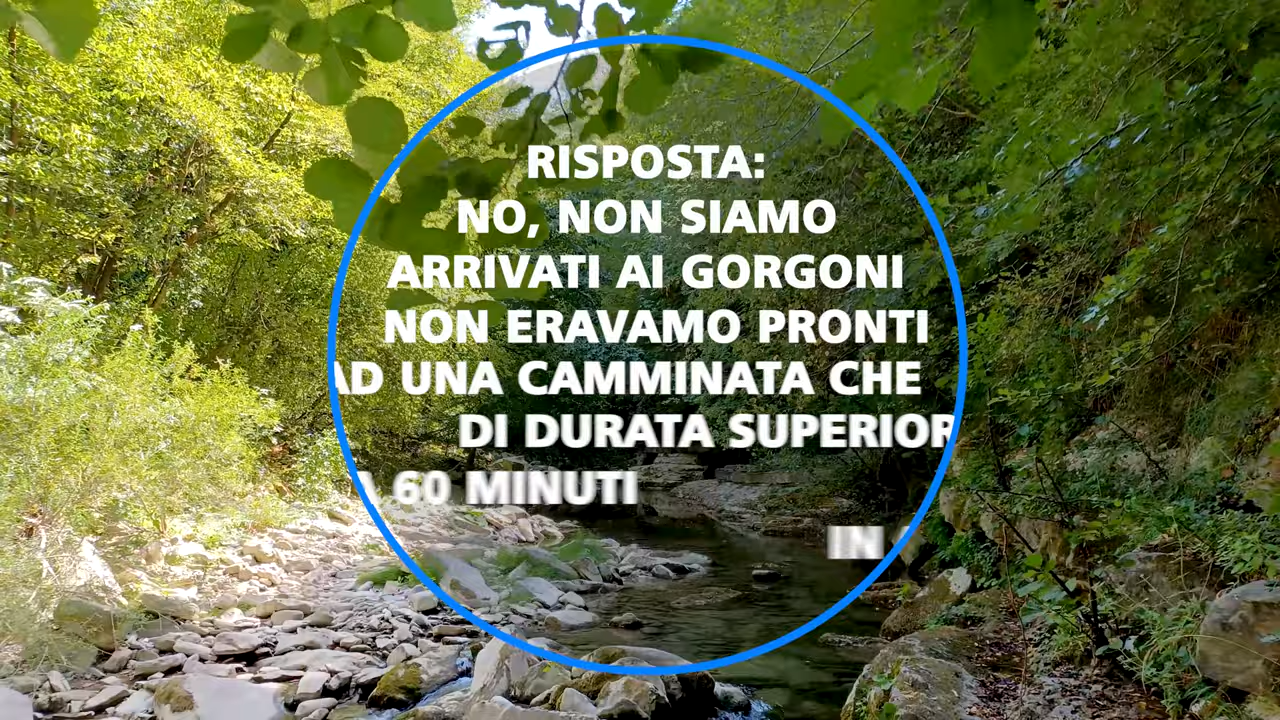 RISPOSTA:
NO, NON SIAMO
ARRIVATI AI GORGONI
NON ERAVAMO PRONTI
AD UNA CAMMINATA CHE
DI DURATA SUPERIOR
A 60 MINUTI
IN